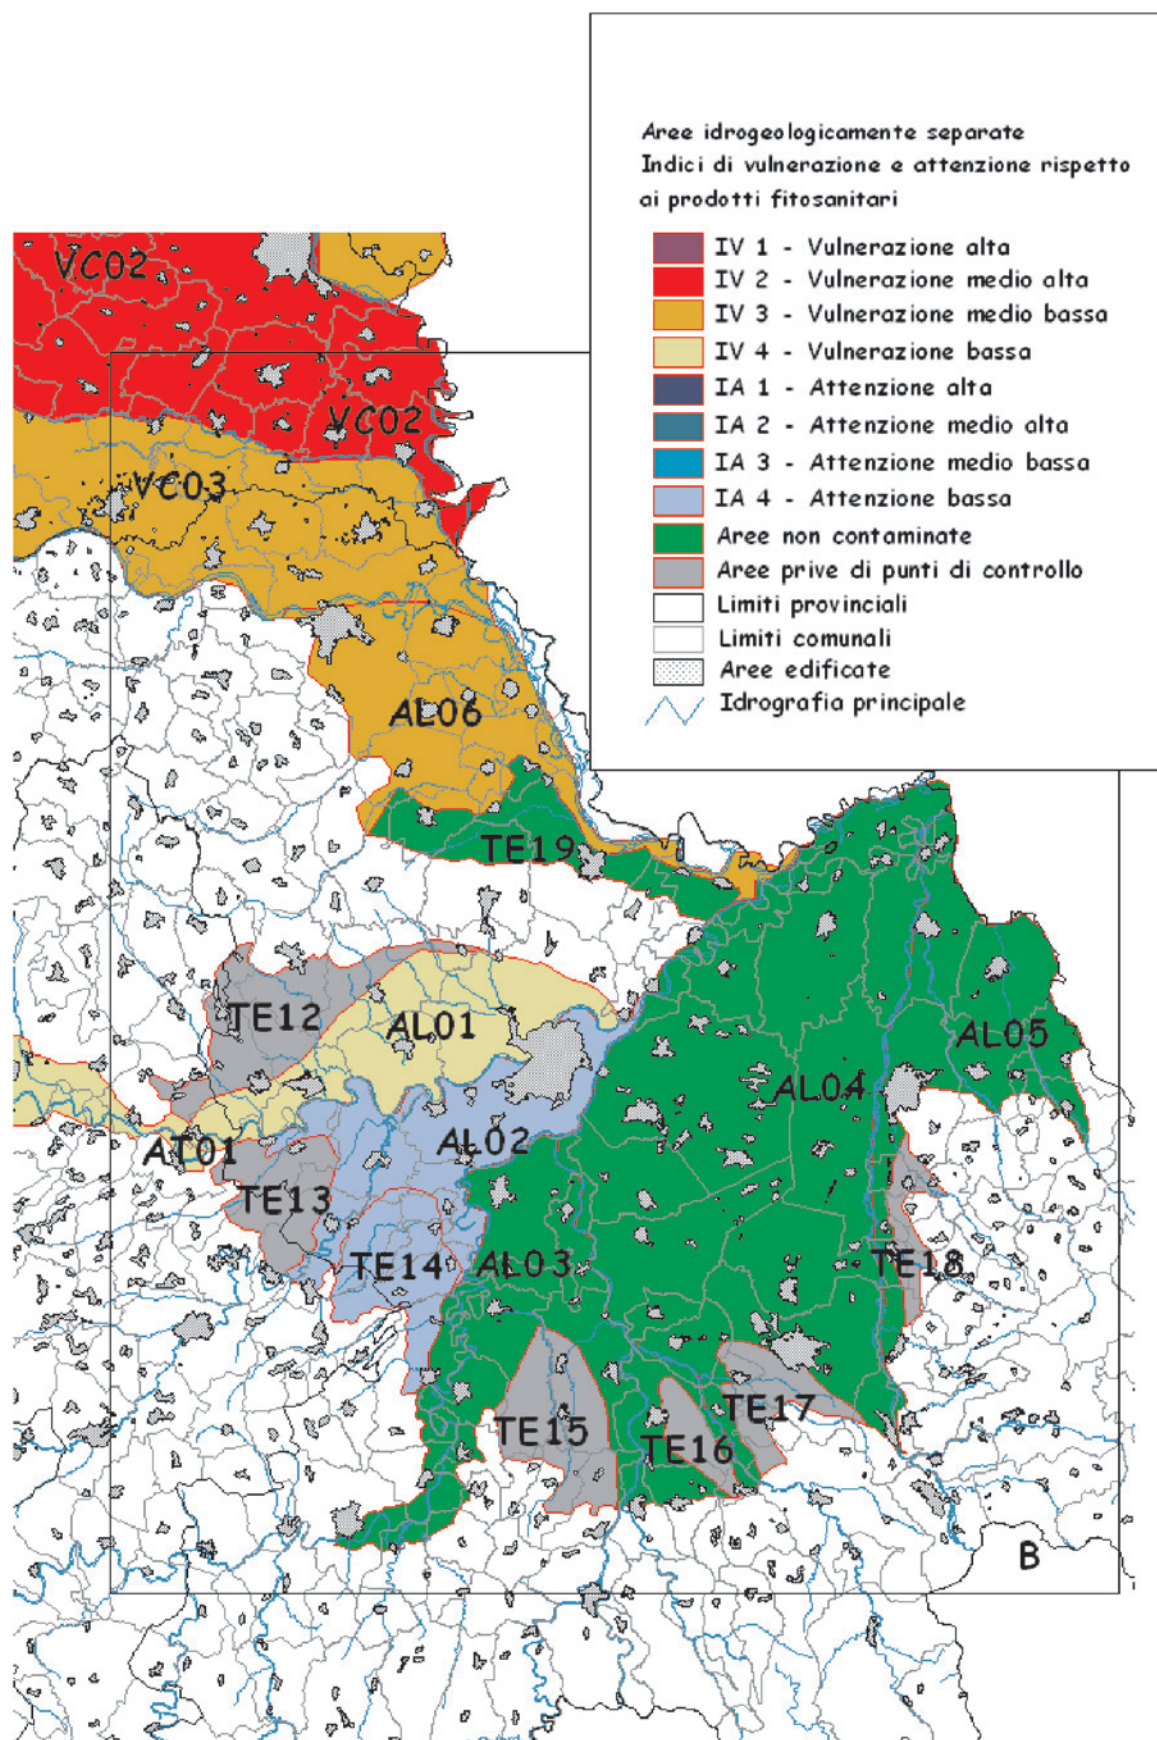 Aree idrogeologicamente separate
Indici di vulnerazione e attenzione rispetto
ai prodotti fitosanitari
IV 1 - Vulnerazione alta
IV 2 - Vulnerazione medio alta
IV 3 - Vulnerazione medio bassa
IV 4 - Vulnerazione bassa
IA 1 - Attenzione alta
IA 2 - Attenzione medio alta
IA 3 - Attenzione medio bassa
IA 4 - Attenzione bassa
Aree non contaminate
Aree prive di punti di controllo
Limiti provinciali
Limiti comunali
Aree edificate
Idrografia principale
VC02
VC02
VC03
AL06
TE19
TE12
AL01
AL05
AL04
AT01
AL02
TE13
TE14
AL03
TE18
TE15
TE17
TE16
B